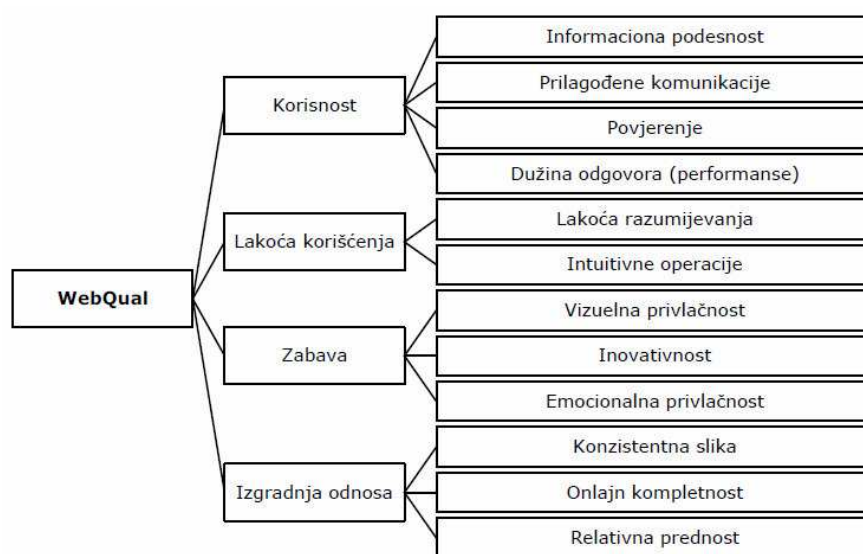 WebQual
Korisnost
Informaciona podesnost
Prilagođene komunikacije
Povjerenje
Dužina odgovora (performanse)
Lakoća korišćenja
Lakoća razumijevanja
Intuitivne operacije
Zabava
Vizuelna privlačnost
Inovativnost
Emocionalna privlačnost
Izgradnja odnosa
Konzistentna slika
Onlajn kompletnost
Relativna prednost